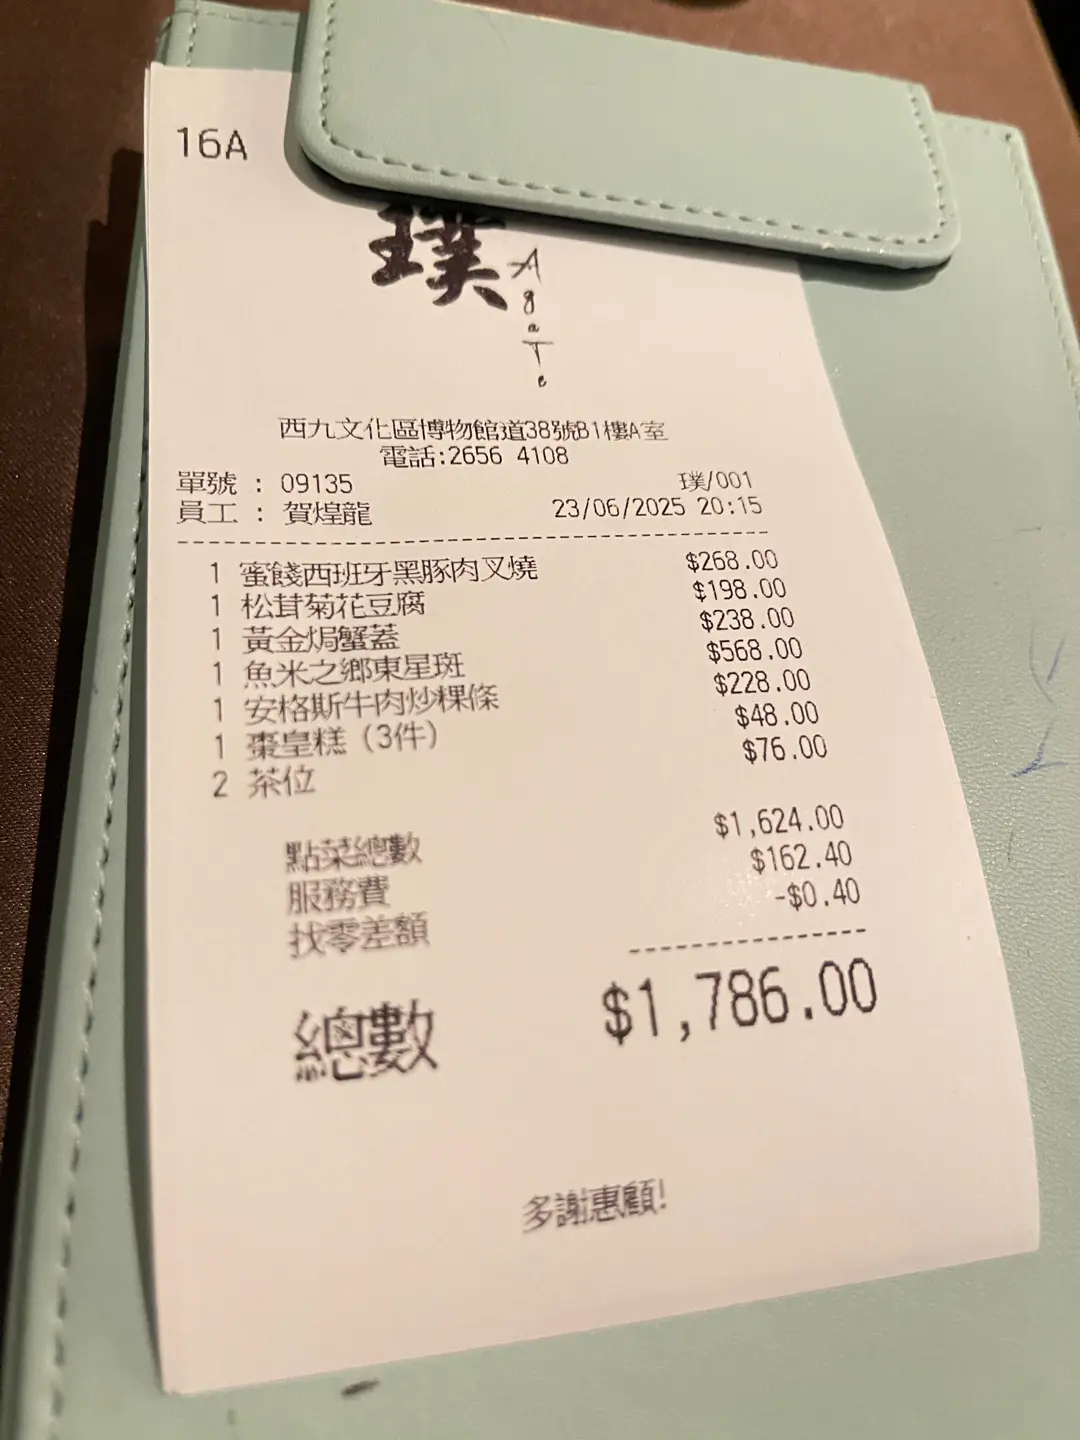 16A
璞 AgaTe
西九文化區博物館道38號B1樓A室
電話:2656 4108
單號 : 09135 璞/001
員工 : 賀煌龍 23/06/2025 20:15
1 蜜餞西班牙黑豚肉叉燒 $268.00
1 松茸菊花豆腐 $198.00
1 黃金焗蟹蓋 $238.00
1 魚米之鄉東星斑 $568.00
1 安格斯牛肉炒粿條 $228.00
1 棗皇糕 (3件) $48.00
2 茶位 $76.00
點菜總數 $1,624.00
服務費 $162.40
找零差額 -$0.40
總數 $1,786.00
多謝惠顧!